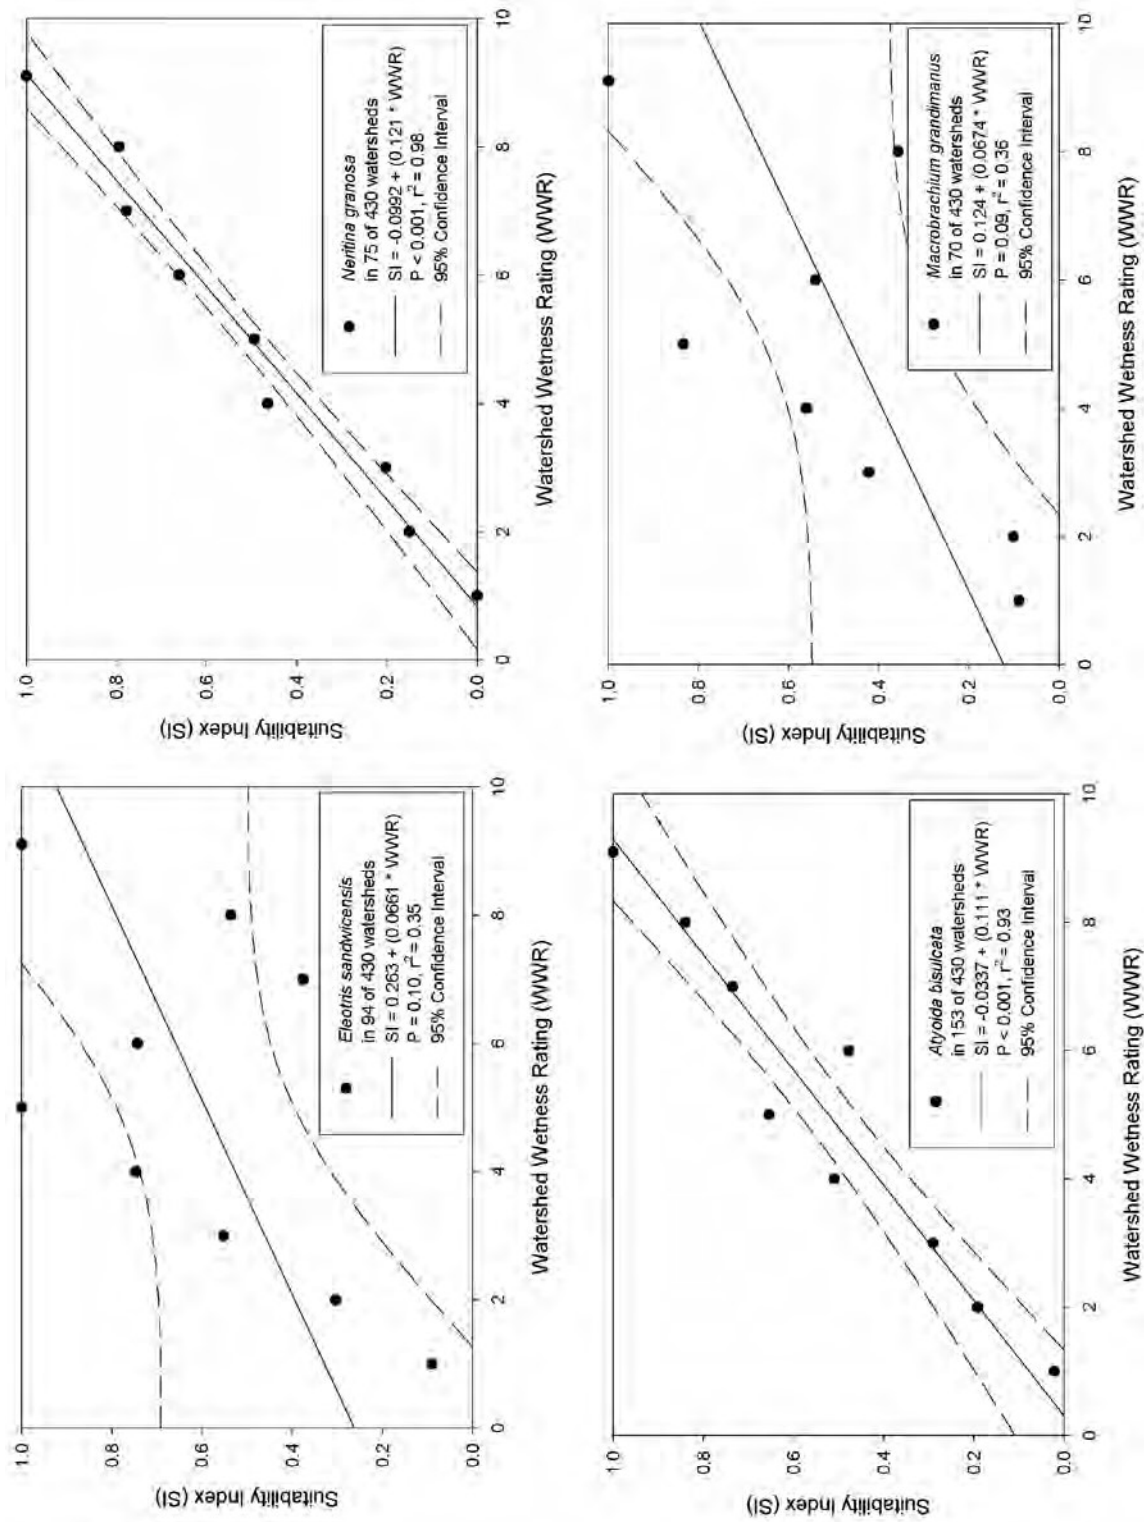 Suitability Index (SI)
1.0
0.8
0.6
0.4
0.2
0.0
0 2 4 6 8 10
Watershed Wetness Rating (WWR)
Eleotris sandwicensis
in 94 of 430 watersheds
SI = 0.263 + (0.0661 * WWR)
P = 0.10, r² = 0.35
95% Confidence Interval
Suitability Index (SI)
1.0
0.8
0.6
0.4
0.2
0.0
0 2 4 6 8 10
Watershed Wetness Rating (WWR)
Neritina granosa
in 75 of 430 watersheds
SI = -0.0992 + (0.121 * WWR)
P < 0.001, r² = 0.98
95% Confidence Interval
Suitability Index (SI)
1.0
0.8
0.6
0.4
0.2
0.0
0 2 4 6 8 10
Watershed Wetness Rating (WWR)
Atyoida bisulcata
in 153 of 430 watersheds
SI = -0.0337 + (0.111 * WWR)
P < 0.001, r² = 0.93
95% Confidence Interval
Suitability Index (SI)
1.0
0.8
0.6
0.4
0.2
0.0
0 2 4 6 8 10
Watershed Wetness Rating (WWR)
Macrobrachium grandimanus
in 70 of 430 watersheds
SI = 0.124 + (0.0674 * WWR)
P = 0.09, r² = 0.36
95% Confidence Interval